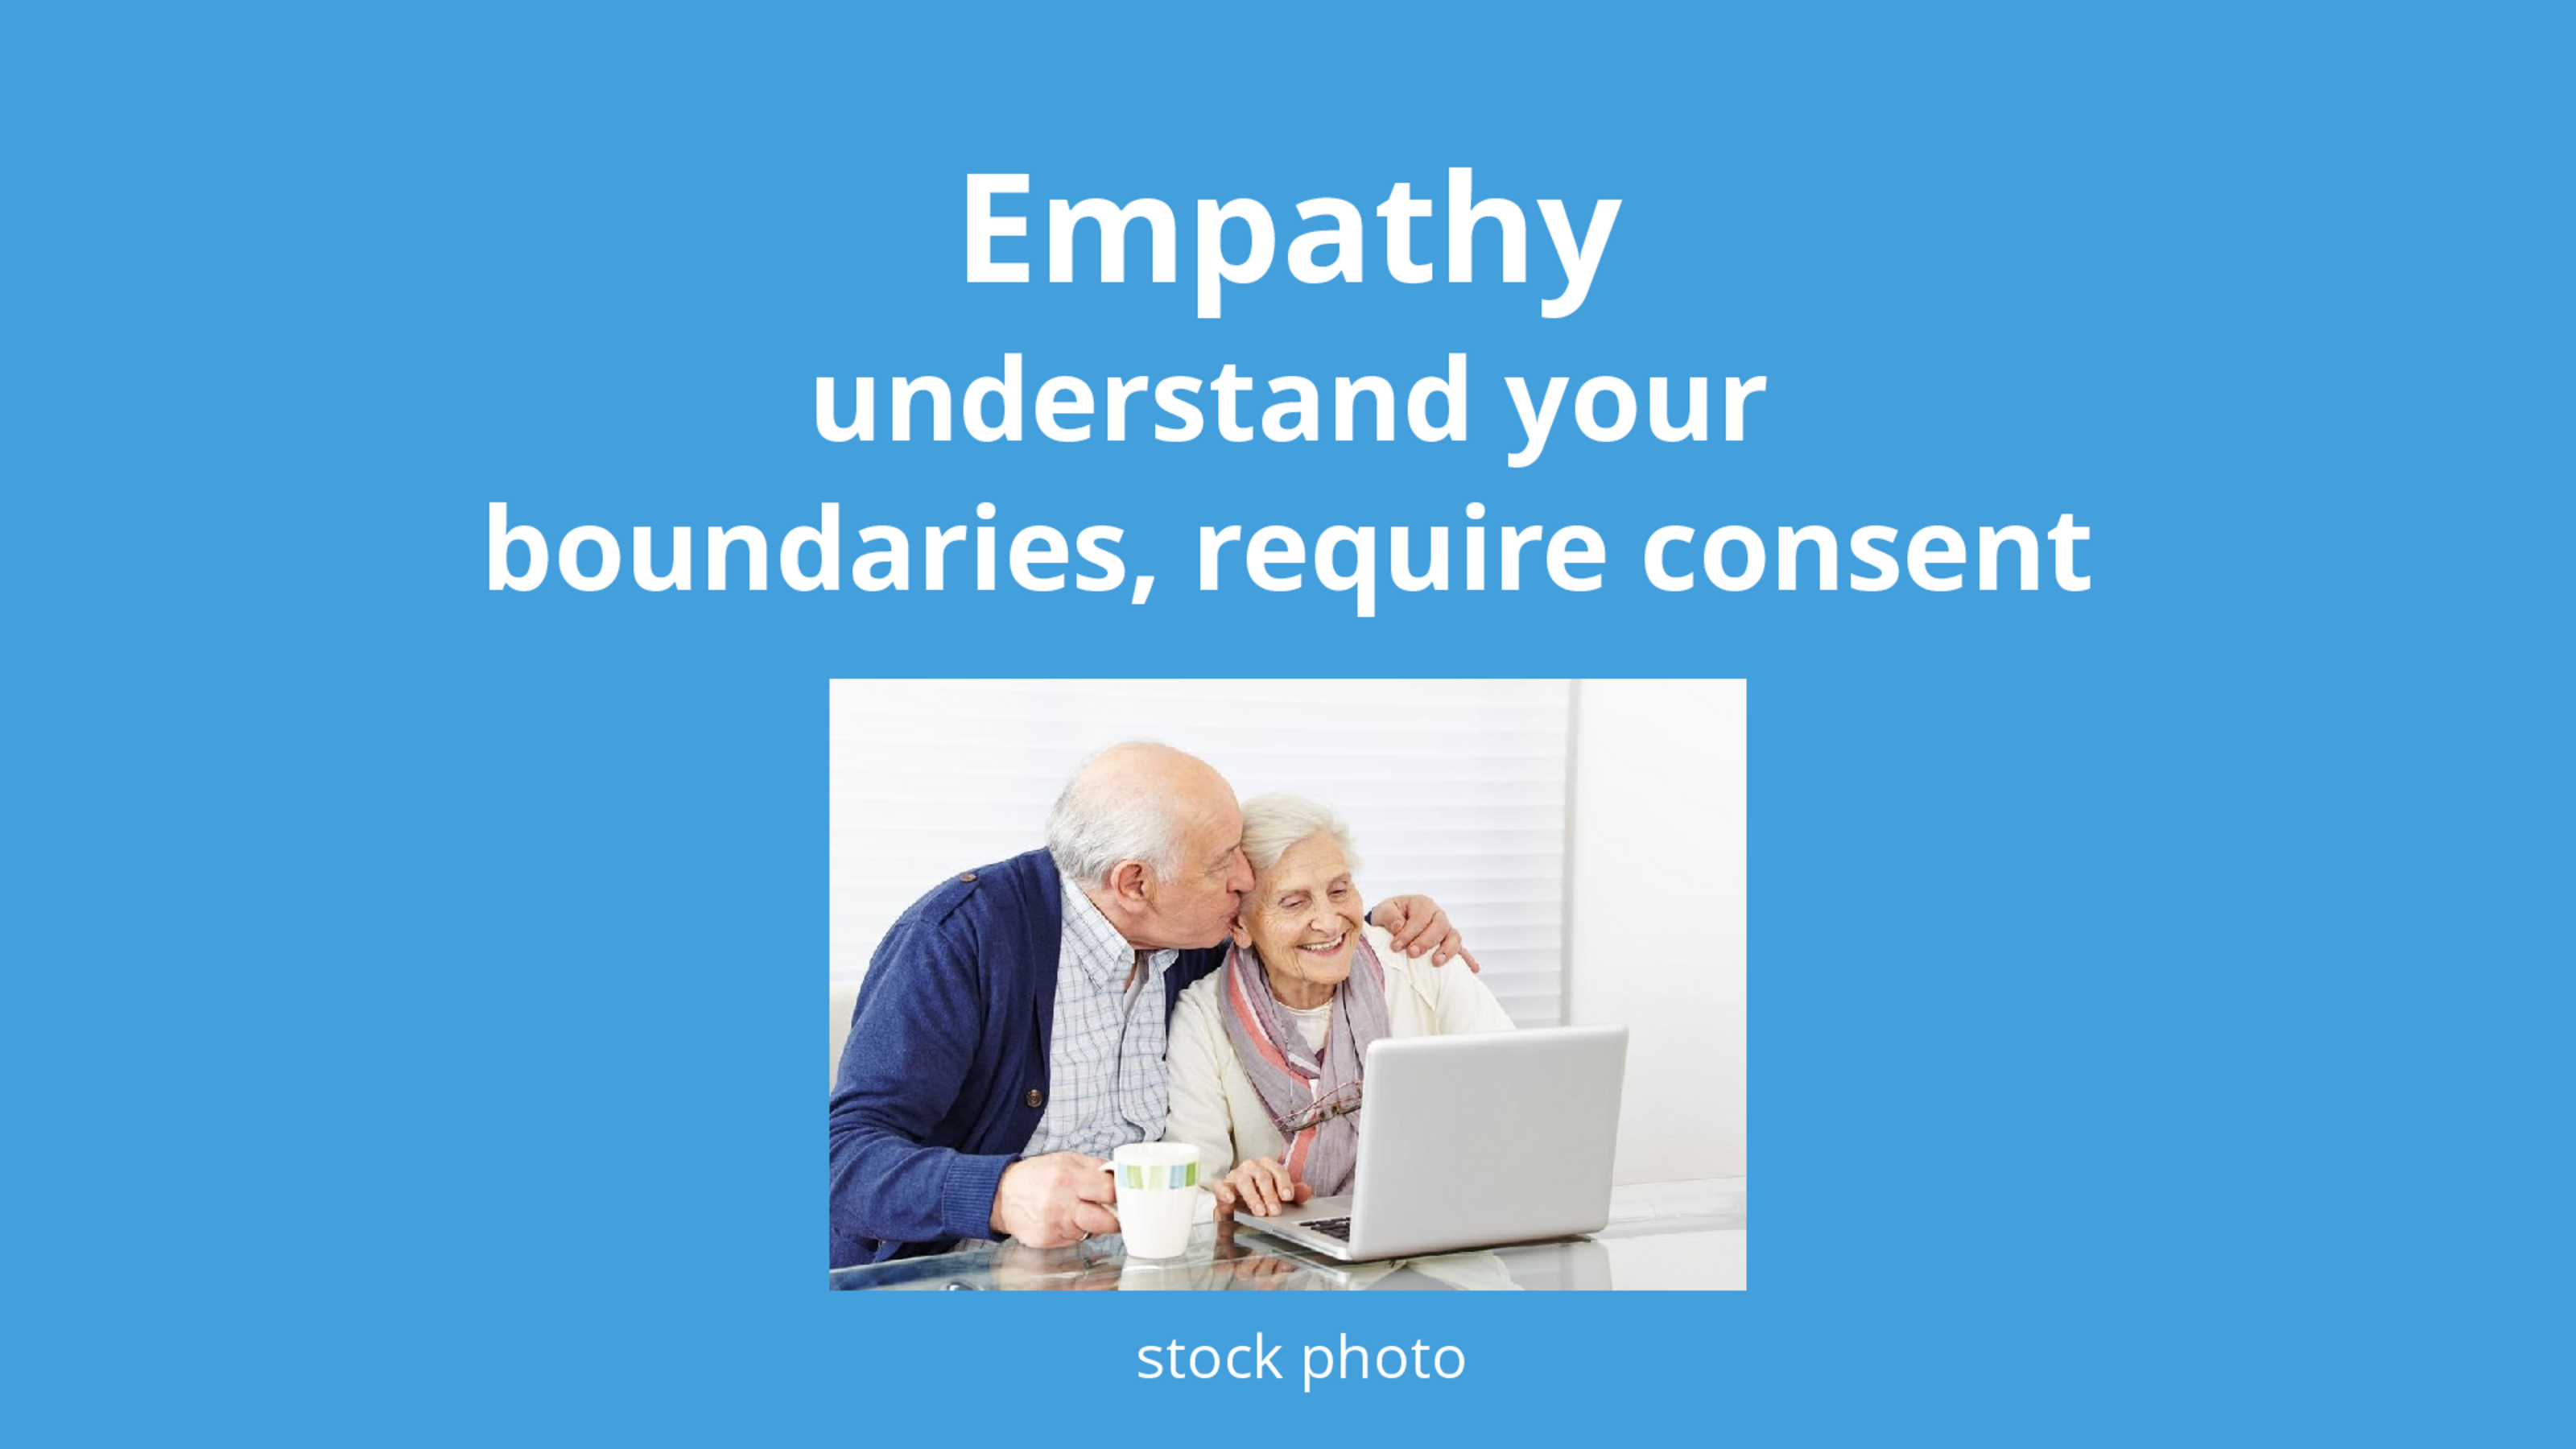 Empathy
understand your
boundaries, require consent
stock photo